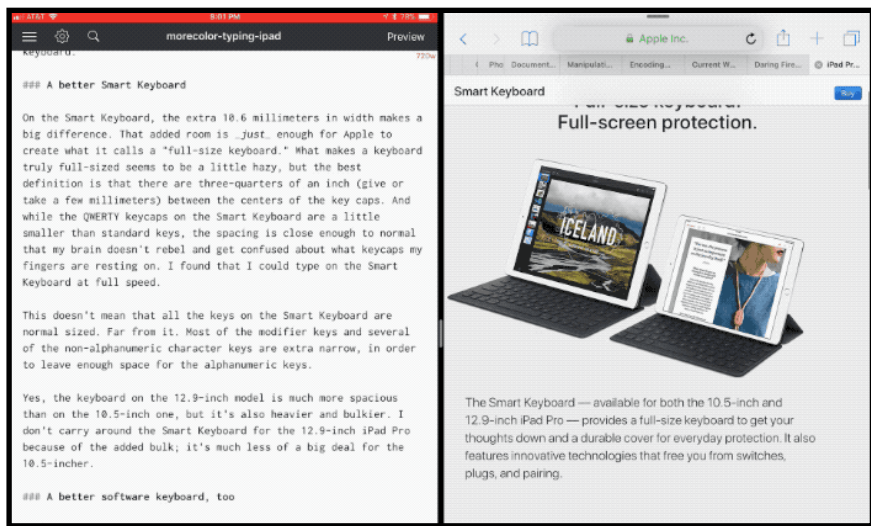 AT&T
9:01 PM
78%
morecolor-typing-ipad
Preview
keyboard.
720w
### A better Smart Keyboard
On the Smart Keyboard, the extra 10.6 millimeters in width makes a
big difference. That added room is _just_ enough for Apple to
create what it calls a "full-size keyboard." What makes a keyboard
truly full-sized seems to be a little hazy, but the best
definition is that there are three-quarters of an inch (give or
take a few millimeters) between the centers of the key caps. And
while the QWERTY keycaps on the Smart Keyboard are a little
smaller than standard keys, the spacing is close enough to normal
that my brain doesn't rebel and get confused about what keycaps my
fingers are resting on. I found that I could type on the Smart
Keyboard at full speed.
This doesn't mean that all the keys on the Smart Keyboard are
normal sized. Far from it. Most of the modifier keys and several
of the non-alphanumeric character keys are extra narrow, in order
to leave enough space for the alphanumeric keys.
Yes, the keyboard on the 12.9-inch model is much more spacious
than on the 10.5-inch one, but it's also heavier and bulkier. I
don't carry around the Smart Keyboard for the 12.9-inch iPad Pro
because of the added bulk; it's much less of a big deal for the
10.5-incher.
### A better software keyboard, too
Apple Inc.
Pho Document... Manipulati... Encoding... Current W... Daring Fire... iPad Pr...
Smart Keyboard
Buy
Full-size keyboard.
Full-screen protection.
ICELAND
The Smart Keyboard — available for both the 10.5-inch and
12.9-inch iPad Pro — provides a full-size keyboard to get your
thoughts down and a durable cover for everyday protection. It also
features innovative technologies that free you from switches,
plugs, and pairing.